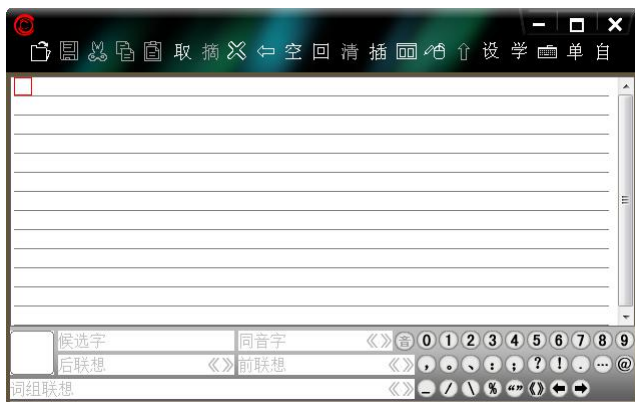 取 摘 空 回 清 插 设 学 单 自
候选字 同音字 《》 音 0 1 2 3 4 5 6 7 8 9
后联想 《》 前联想 《》 , 。 、 : ; ? ! . … @
词组联想 《》 _ / \ % “” 《》